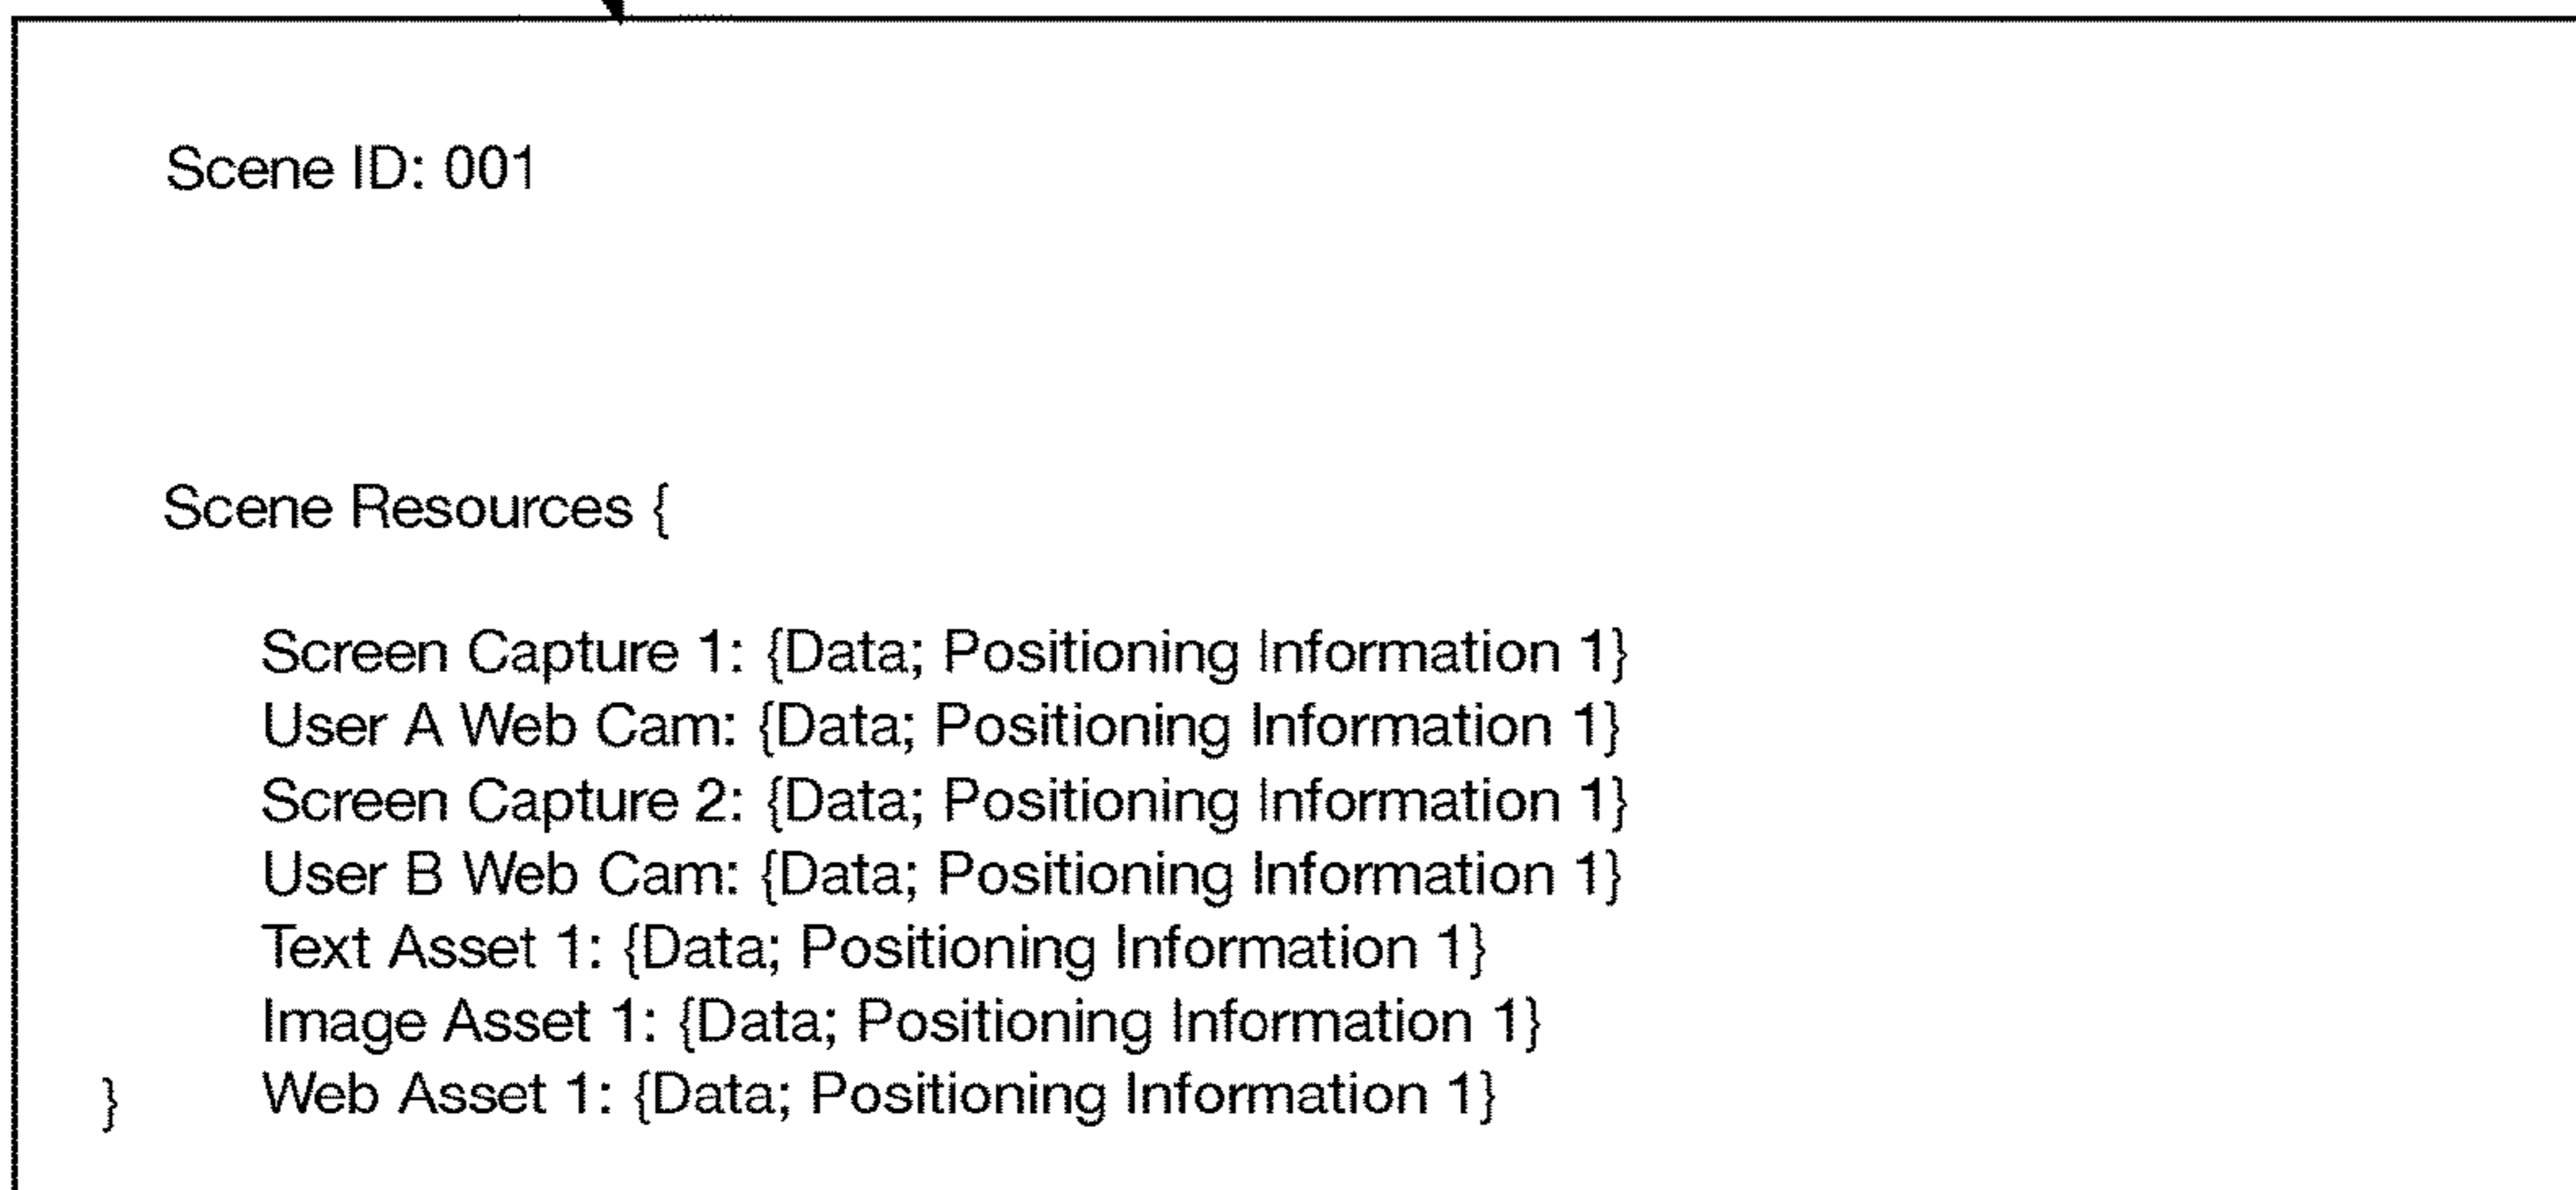 Scene ID: 001
Scene Resources {
Screen Capture 1: {Data; Positioning Information 1}
User A Web Cam: {Data; Positioning Information 1}
Screen Capture 2: {Data; Positioning Information 1}
User B Web Cam: {Data; Positioning Information 1}
Text Asset 1: {Data; Positioning Information 1}
Image Asset 1: {Data; Positioning Information 1}
} Web Asset 1: {Data; Positioning Information 1}